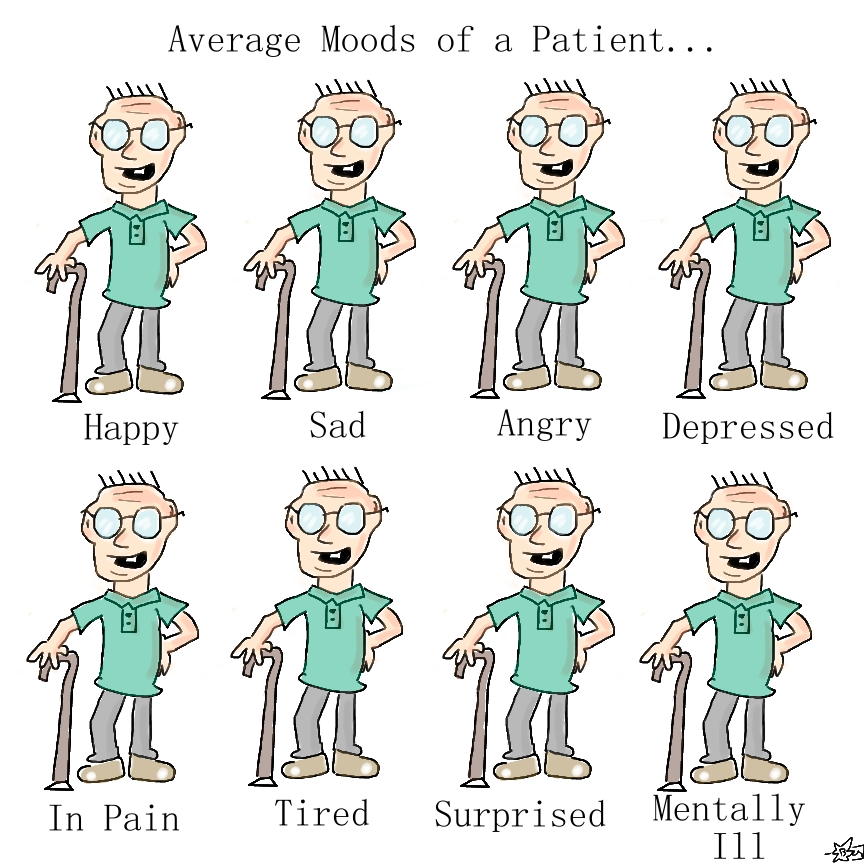 Average Moods of a Patient...
Happy
Sad
Angry
Depressed
In Pain
Tired
Surprised
Mentally
Ill